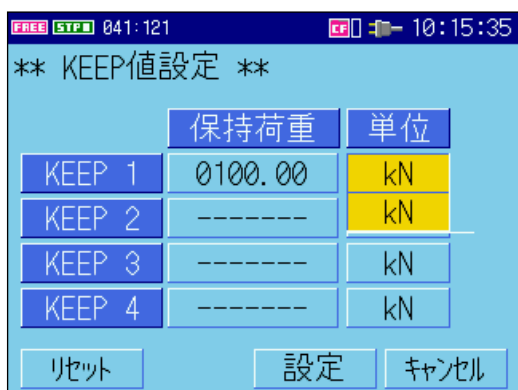 FREE STPⅡ 041:121 CF 10:15:35
** KEEP値設定 **
保持荷重 単位
KEEP 1 0100.00 kN
KEEP 2 ------- kN
KEEP 3 ------- kN
KEEP 4 ------- kN
リセット 設定 キャンセル